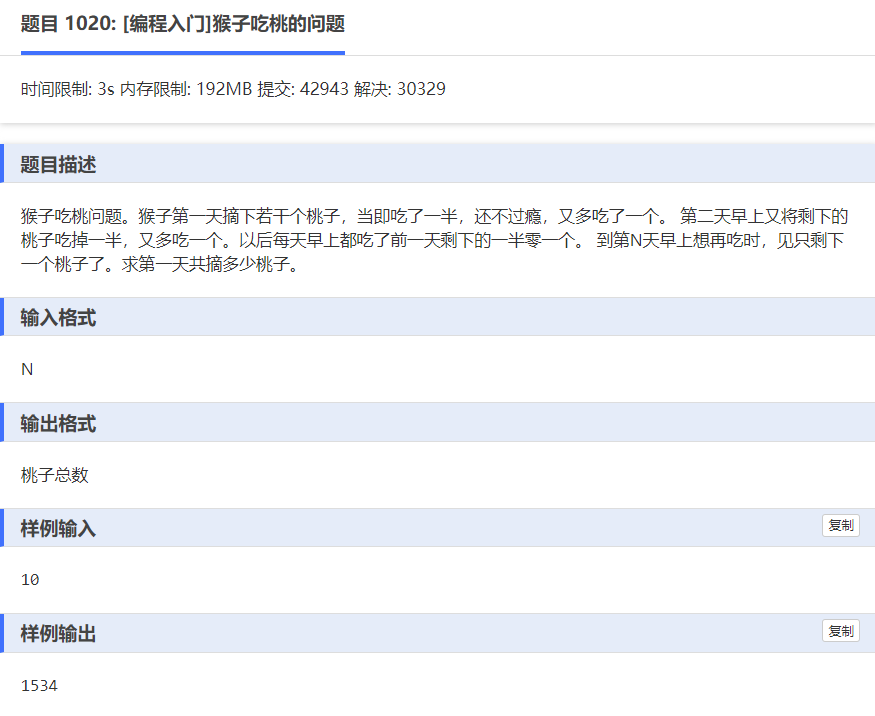 题目 1020: [编程入门]猴子吃桃的问题
时间限制: 3s 内存限制: 192MB 提交: 42943 解决: 30329
题目描述
猴子吃桃问题。猴子第一天摘下若干个桃子，当即吃了一半，还不过瘾，又多吃了一个。 第二天早上又将剩下的
桃子吃掉一半，又多吃一个。以后每天早上都吃了前一天剩下的一半零一个。 到第N天早上想再吃时，见只剩下
一个桃子了。求第一天共摘多少桃子。
输入格式
N
输出格式
桃子总数
样例输入
复制
10
样例输出
复制
1534